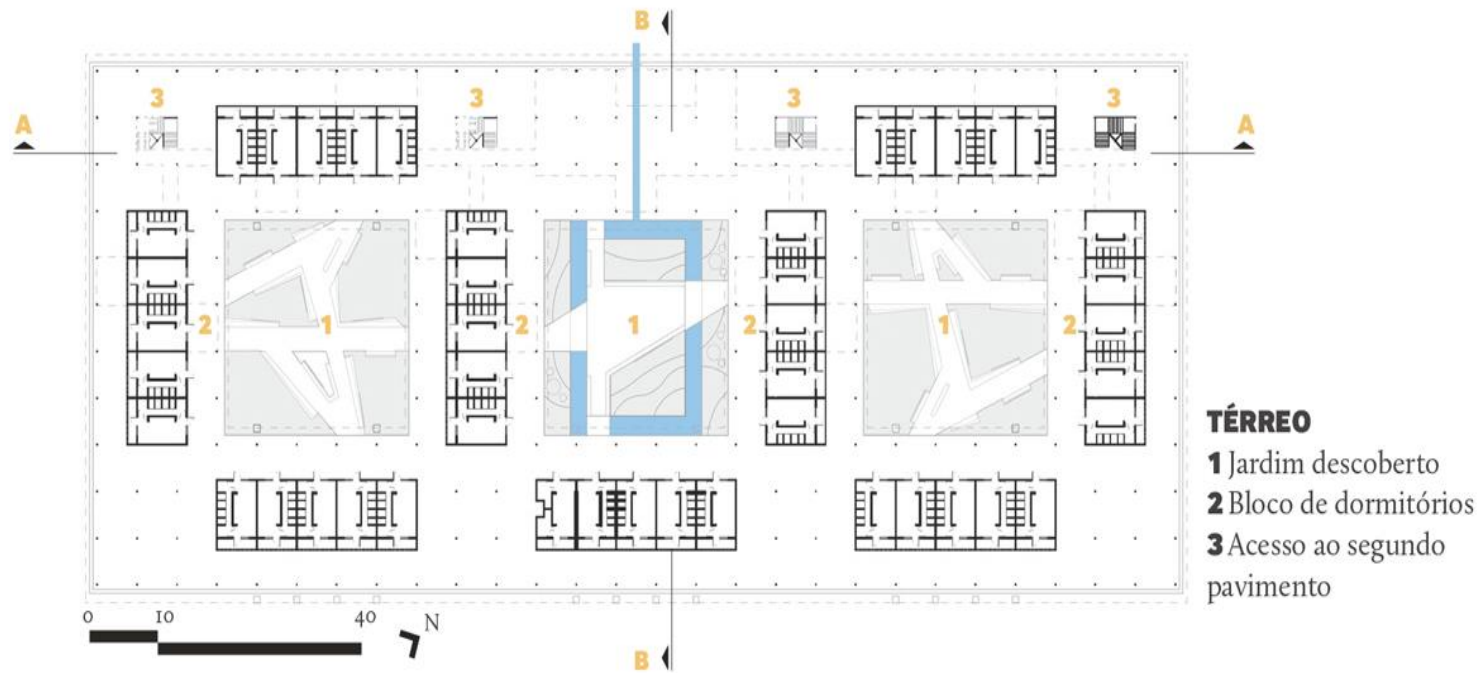 B
3 3 3 3
A A
2 1 2 1 2 1 2
TÉRREO
1 Jardim descoberto
2 Bloco de dormitórios
3 Acesso ao segundo
pavimento
0 10 40 N
B